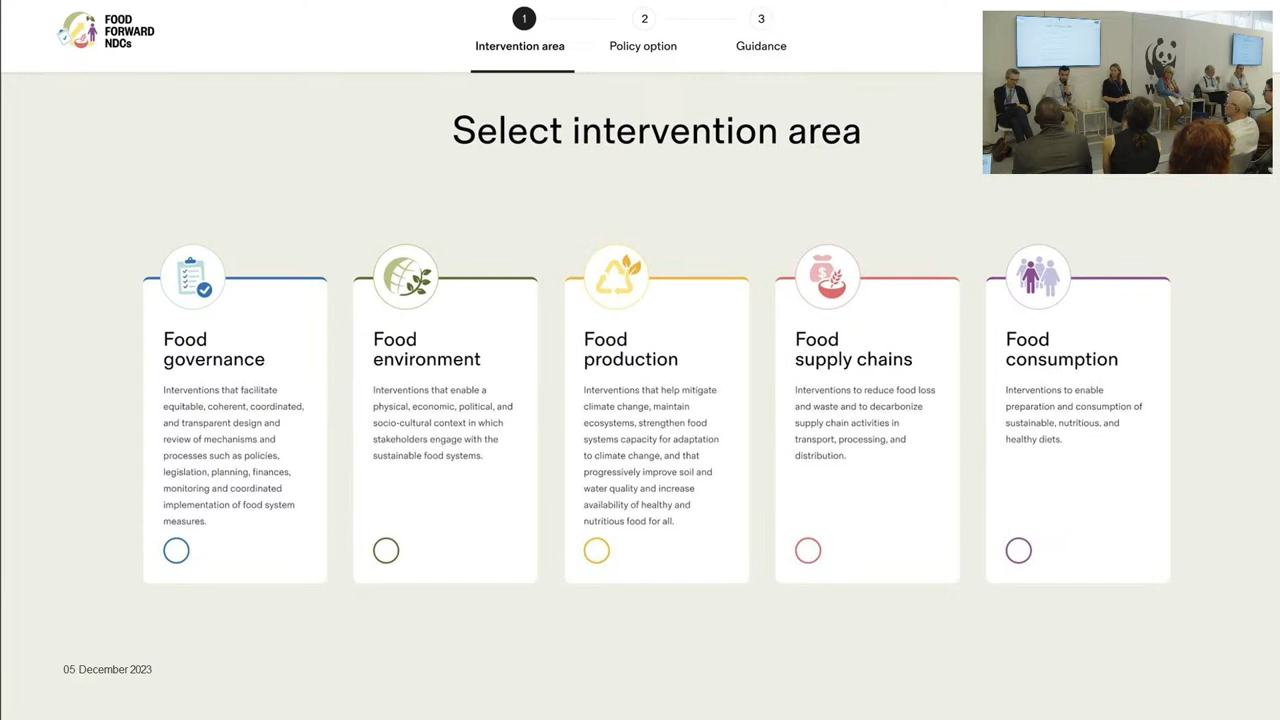 FOOD
FORWARD
NDCs
1
2
3
Intervention area
Policy option
Guidance
Select intervention area
Food
governance
Interventions that facilitate
equitable, coherent, coordinated,
and transparent design and
review of mechanisms and
processes such as policies,
legislation, planning, finances,
monitoring and coordinated
implementation of food system
measures.
Food
environment
Interventions that enable a
physical, economic, political, and
socio-cultural context in which
stakeholders engage with the
sustainable food systems.
Food
production
Interventions that help mitigate
climate change, maintain
ecosystems, strengthen food
systems capacity for adaptation
to climate change, and that
progressively improve soil and
water quality and increase
availability of healthy and
nutritious food for all.
$
Food
supply chains
Interventions to reduce food loss
and waste and to decarbonize
supply chain activities in
transport, processing, and
distribution.
Food
consumption
Interventions to enable
preparation and consumption of
sustainable, nutritious, and
healthy diets.
05 December 2023